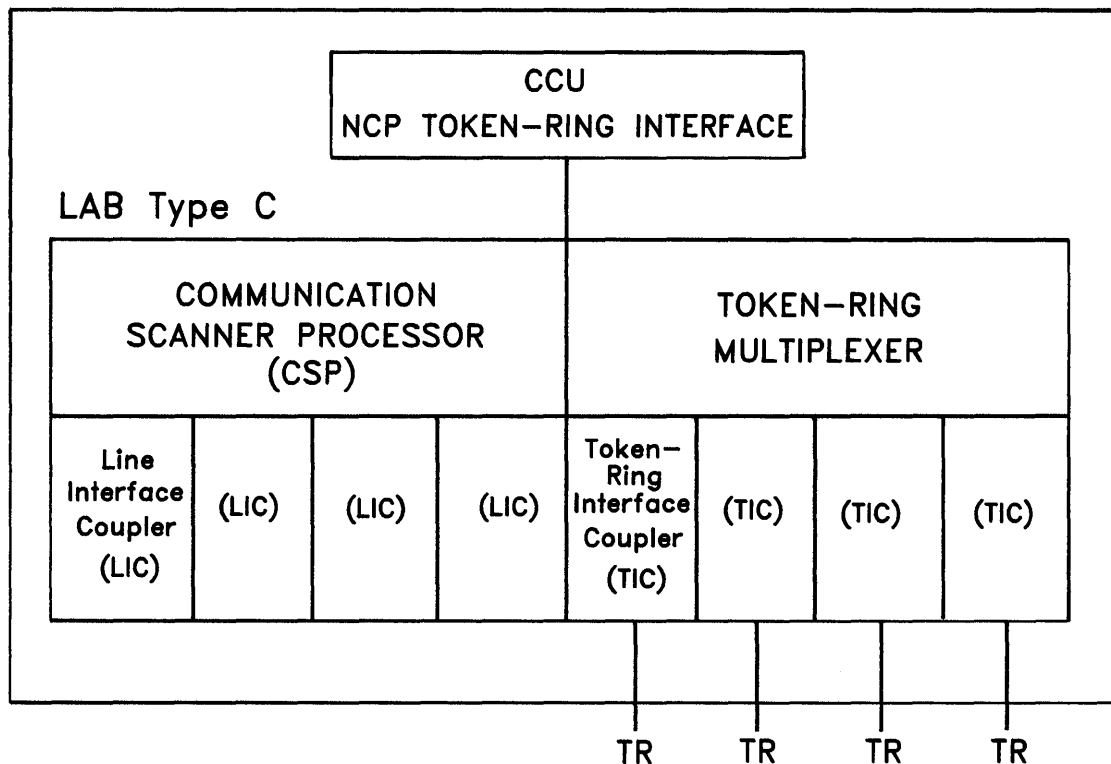 CCU
NCP TOKEN-RING INTERFACE
LAB Type C
COMMUNICATION
SCANNER PROCESSOR
(CSP)
TOKEN-RING
MULTIPLEXER
Line
Interface
Coupler
(LIC)
(LIC)
(LIC)
(LIC)
Token-
Ring
Interface
Coupler
(TIC)
(TIC)
(TIC)
(TIC)
TR
TR
TR
TR